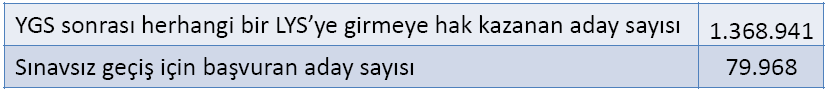 YGS sonrası herhangi bir LYS’ye girmeye hak kazanan aday sayısı 1.368.941
Sınavsız geçiş için başvuran aday sayısı 79.968